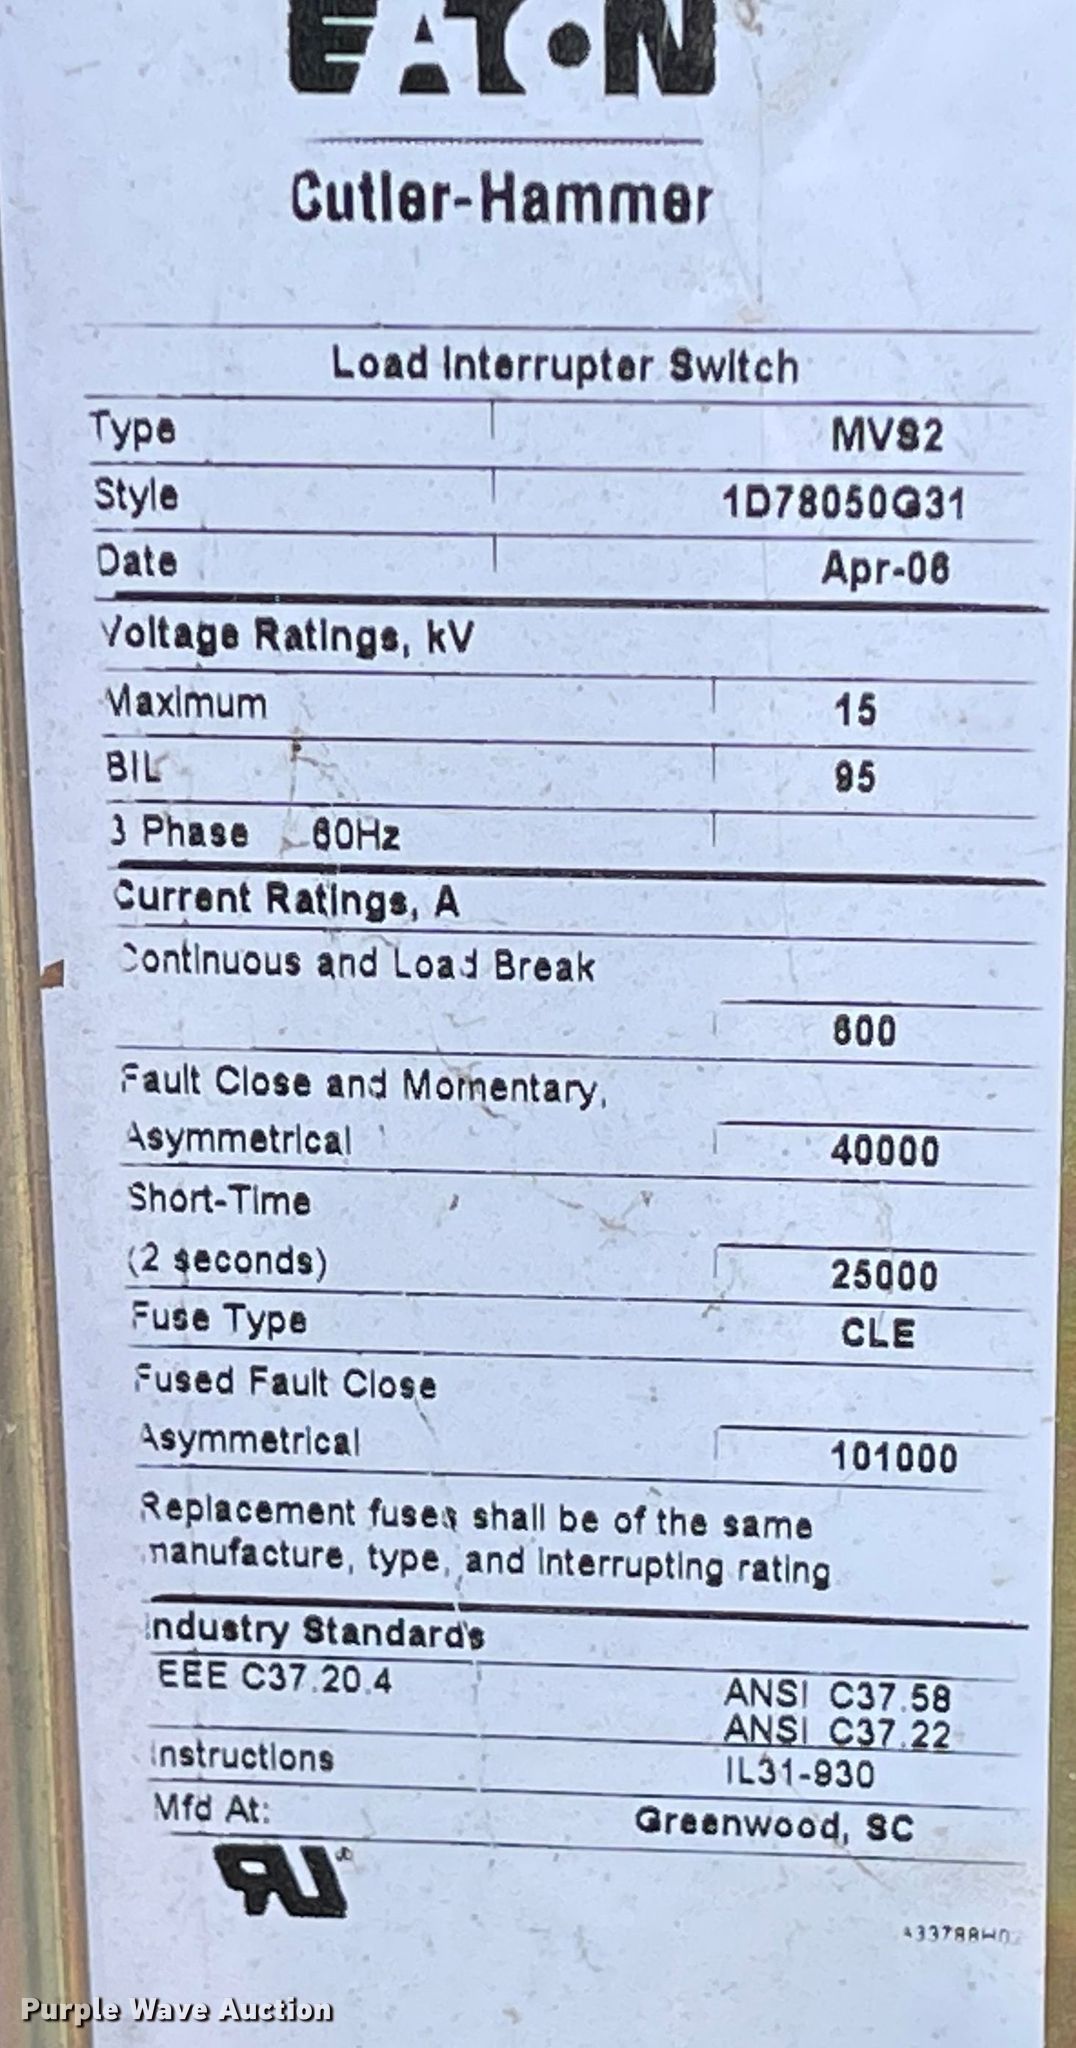 EATON
Cutler-Hammer
Load Interrupter Switch
Type MVS2
Style 1D78050G31
Date Apr-06
Voltage Ratings, kV
Maximum 15
BIL 95
3 Phase 60Hz
Current Ratings, A
Continuous and Load Break
600
Fault Close and Momentary,
Asymmetrical 40000
Short-Time
(2 seconds) 25000
Fuse Type CLE
Fused Fault Close
Asymmetrical 101000
Replacement fuses shall be of the same
manufacture, type, and interrupting rating
Industry Standards
IEEE C37.20.4 ANSI C37.58
ANSI C37.22
Instructions IL31-930
Mfd At: Greenwood, SC
Purple Wave Auction